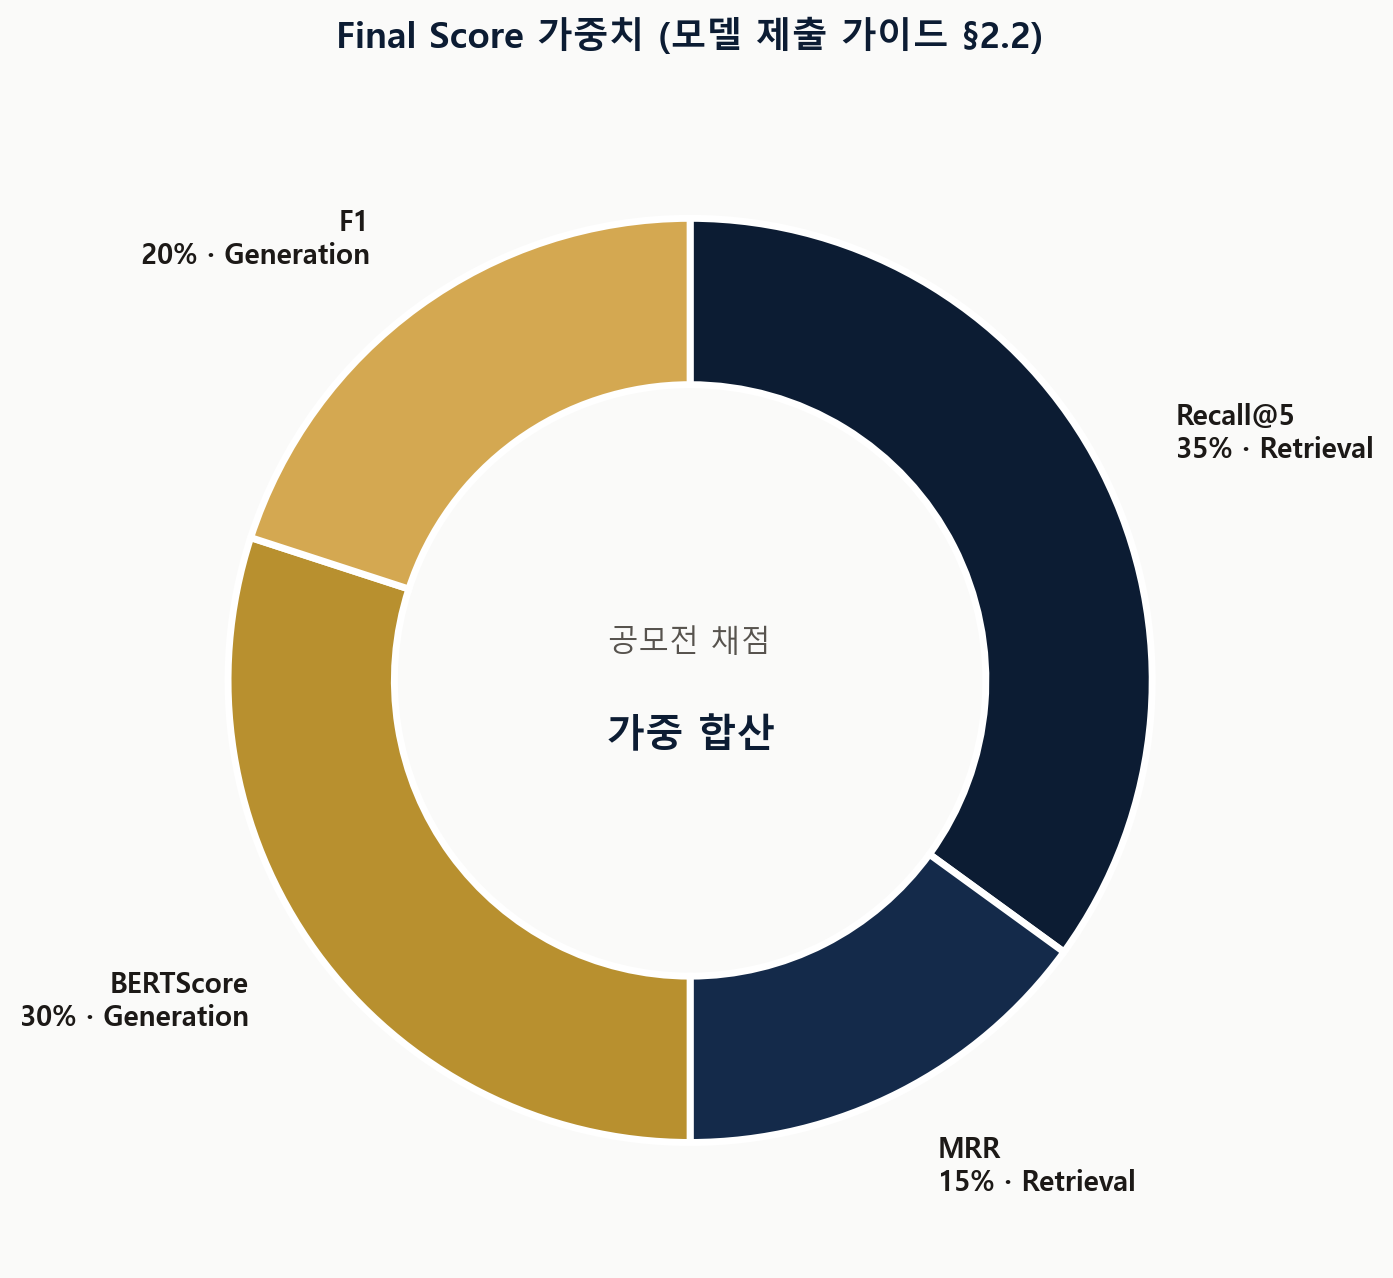 Final Score 가중치 (모델 제출 가이드 §2.2)
F1
20% · Generation
Recall@5
35% · Retrieval
공모전 채점
가중 합산
BERTScore
30% · Generation
MRR
15% · Retrieval